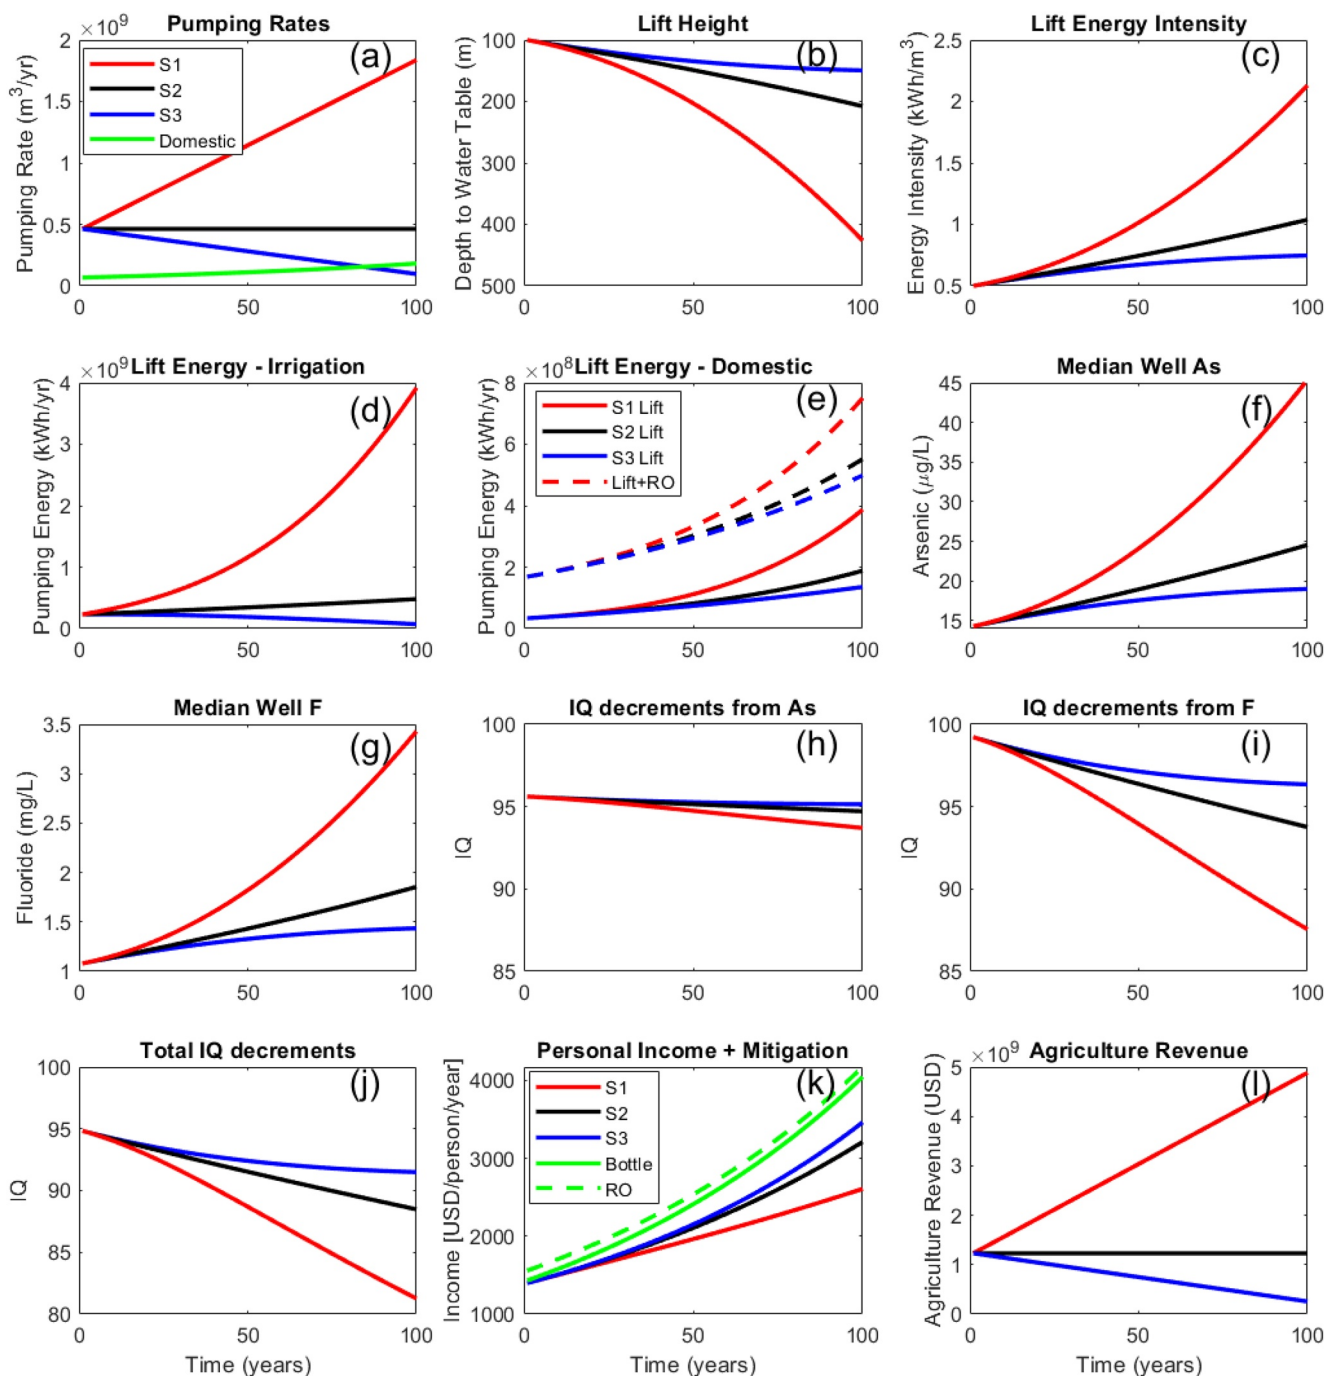 Pumping Rates
×10^9
(a)
S1
S2
S3
Domestic
Pumping Rate (m^3/yr)
2
1.5
1
0.5
0
0 50 100
Lift Height
(b)
Depth to Water Table (m)
100
200
300
400
500
0 50 100
Lift Energy Intensity
(c)
Energy Intensity (kWh/m^3)
2.5
2
1.5
1
0.5
0 50 100
×10^9 Lift Energy - Irrigation
(d)
Pumping Energy (kWh/yr)
4
3
2
1
0
0 50 100
×10^8 Lift Energy - Domestic
(e)
S1 Lift
S2 Lift
S3 Lift
Lift+RO
Pumping Energy (kWh/yr)
8
6
4
2
0
0 50 100
Median Well As
(f)
Arsenic (μg/L)
45
40
35
30
25
20
15
0 50 100
Median Well F
(g)
Fluoride (mg/L)
3.5
3
2.5
2
1.5
1
0 50 100
IQ decrements from As
(h)
IQ
100
95
90
85
0 50 100
IQ decrements from F
(i)
IQ
100
95
90
85
0 50 100
Total IQ decrements
(j)
IQ
100
95
90
85
80
0 50 100
Time (years)
Personal Income + Mitigation
(k)
S1
S2
S3
Bottle
RO
Income [USD/person/year]
4000
3000
2000
1000
0 50 100
Time (years)
×10^9 Agriculture Revenue
(l)
Agriculture Revenue (USD)
5
4
3
2
1
0
0 50 100
Time (years)